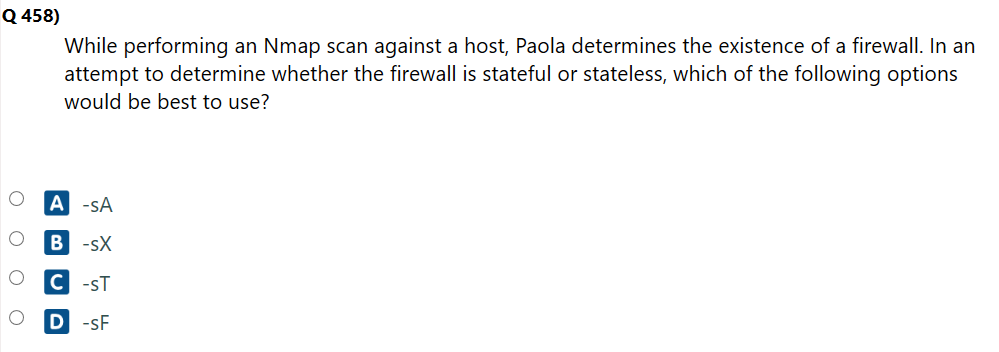 Q 458)
While performing an Nmap scan against a host, Paola determines the existence of a firewall. In an
attempt to determine whether the firewall is stateful or stateless, which of the following options
would be best to use?
A -sA
B -sX
C -sT
D -sF